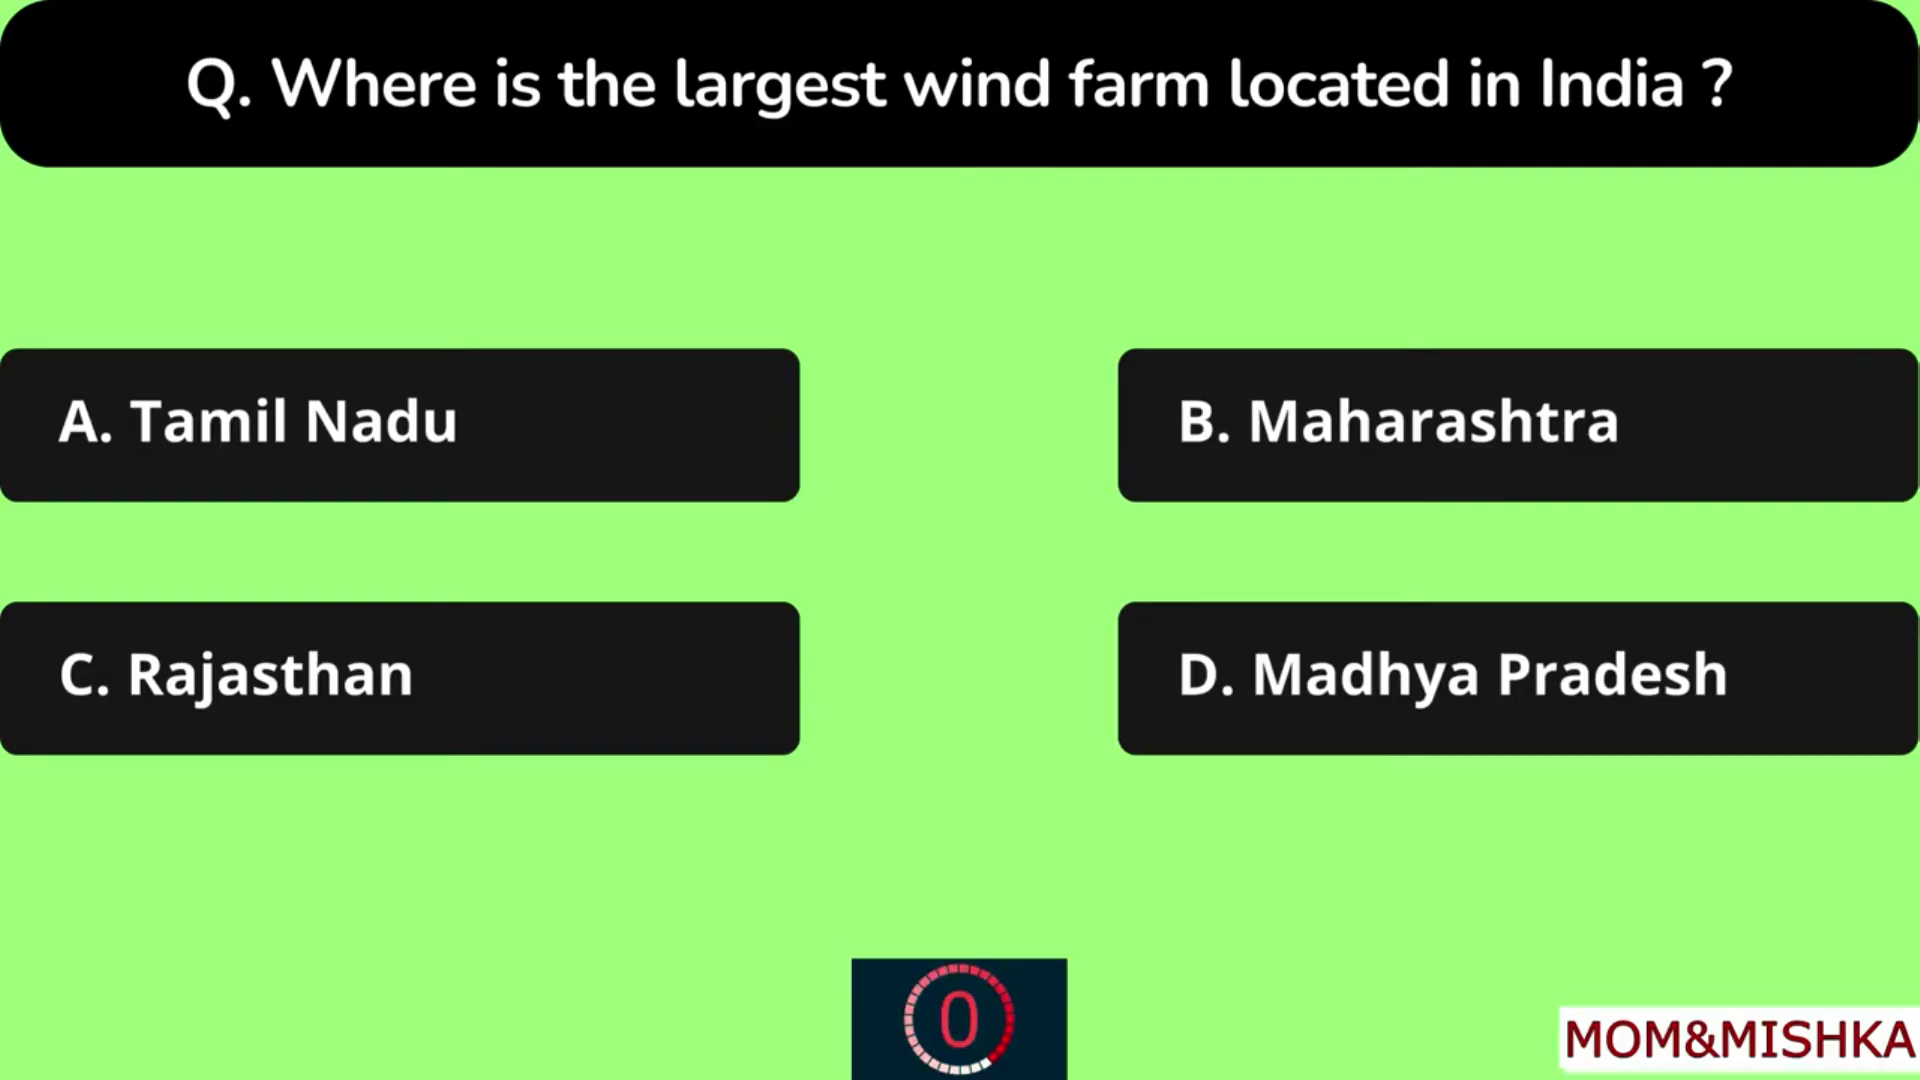 Q. Where is the largest wind farm located in India ?
A. Tamil Nadu
B. Maharashtra
C. Rajasthan
D. Madhya Pradesh
0
MOM&MISHKA